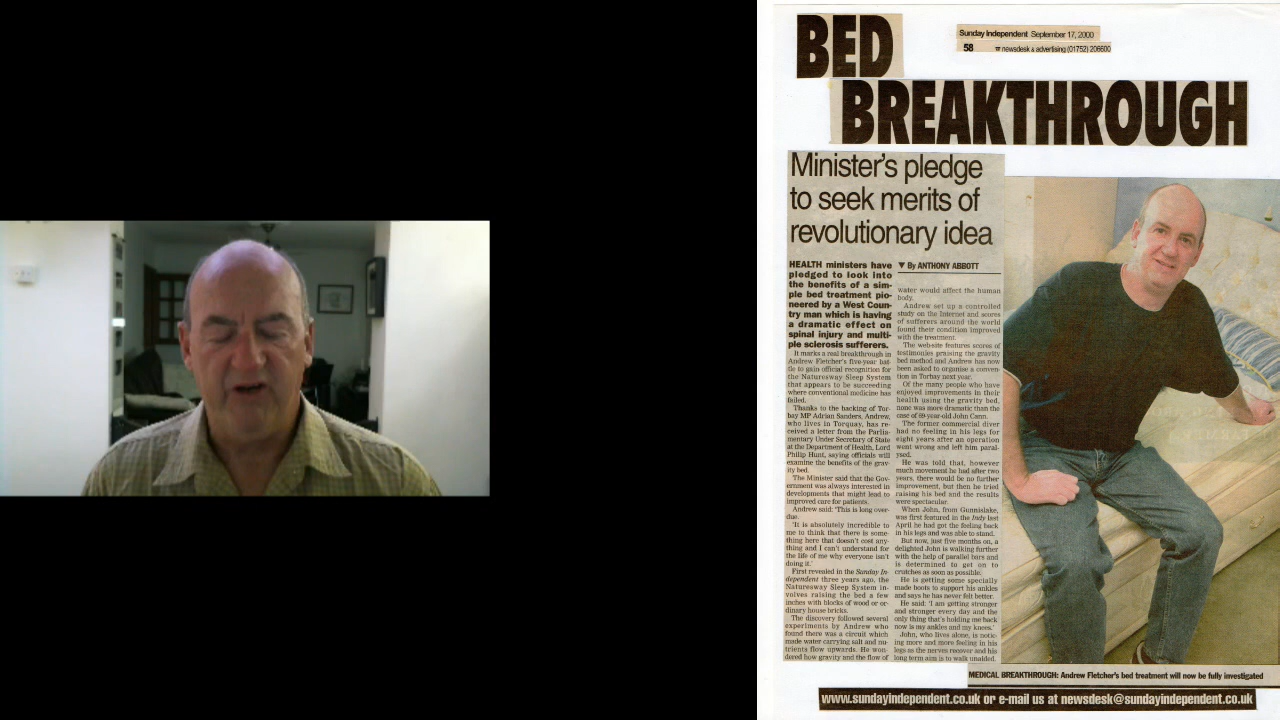 BED
Sunday Independent September 17, 2000
58 ☎ newsdesk & advertising (01752) 206600
BREAKTHROUGH
Minister's pledge
to seek merits of
revolutionary idea
HEALTH ministers have
pledged to look into
the benefits of a sim-
ple bed treatment pio-
neered by a West Coun-
try man which is having
a dramatic effect on
spinal injury and multi-
ple sclerosis sufferers.
It marks a real breakthrough in
Andrew Fletcher's five-year bat-
tle to gain official recognition for
the Naturesway Sleep System
that appears to be succeeding
where conventional medicine has
failed.
Thanks to the backing of Tor-
bay MP Adrian Sanders, Andrew,
who lives in Torquay, has re-
ceived a letter from the Parlia-
mentary Under Secretary of State
at the Department of Health, Lord
Philip Hunt, saying officials will
examine the benefits of the grav-
ity bed.
The Minister said that the Gov-
ernment was always interested in
developments that might lead to
improved care for patients.
Andrew said: 'This is long over-
due.
'It is absolutely incredible to
me to think that there is some-
thing here that doesn't cost any-
thing and I can't understand for
the life of me why everyone isn't
doing it.'
First revealed in the Sunday In-
dependent three years ago, the
Naturesway Sleep System in-
volves raising the bed a few
inches with blocks of wood or or-
dinary house bricks.
The discovery followed several
experiments by Andrew who
found there was a circuit which
made water carrying salt and nu-
trients flow upwards. He won-
dered how gravity and the flow of
▼ By ANTHONY ABBOTT
water would affect the human
body.
Andrew set up a controlled
study on the Internet and scores
of sufferers around the world
found their condition improved
with the treatment.
The web-site features scores of
testimonies praising the gravity
bed method and Andrew has now
been asked to organise a conven-
tion in Torbay next year.
Of the many people who have
enjoyed improvements in their
health using the gravity bed,
none was more dramatic than the
case of 69-year-old John Cann.
The former commercial diver
had no feeling in his legs for
eight years after an operation
went wrong and left him paral-
ysed.
He was told that, however
much movement he had after two
years, there would be no further
improvement, but then he tried
raising his bed and the results
were spectacular.
When John, from Gunnislake,
was first featured in the Indy last
April he had got the feeling back
in his legs and was able to stand.
But now, just five months on, a
delighted John is walking further
with the help of parallel bars and
is determined to get on to
crutches as soon as possible.
He is getting some specially
made boots to support his ankles
and says he has never felt better.
He said: 'I am getting stronger
and stronger every day and the
only thing that's holding me back
now is my ankles and my knees.'
John, who lives alone, is notic-
ing more and more feeling in his
legs as the nerves recover and his
long term aim is to walk unaided.
MEDICAL BREAKTHROUGH: Andrew Fletcher's bed treatment will now be fully investigated
www.sundayindependent.co.uk or e-mail us at newsdesk@sundayindependent.co.uk